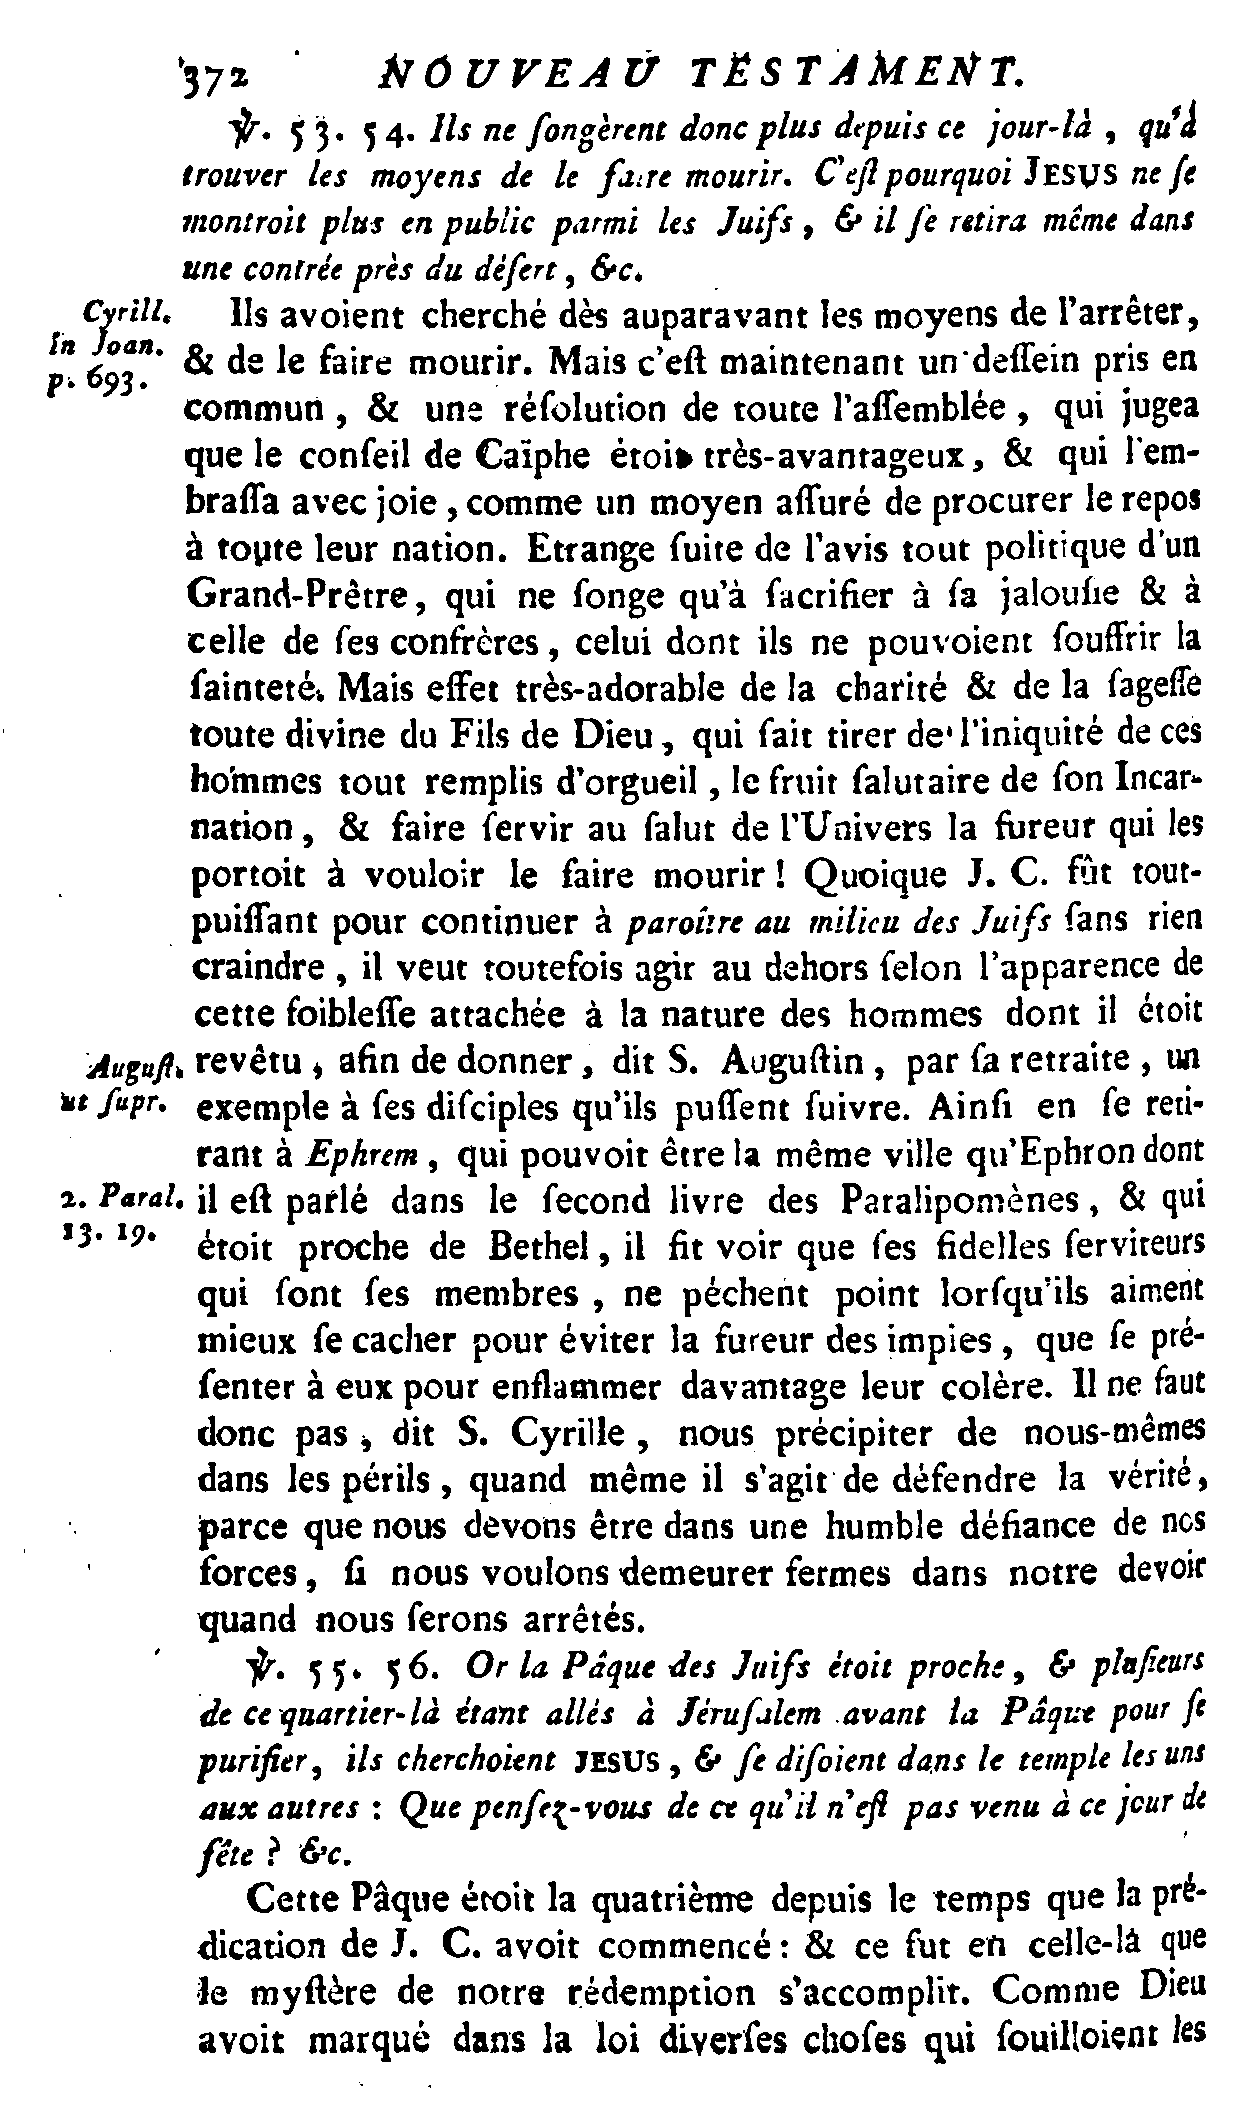 372 NOUVEAU TESTAMENT.
℣. 53. 54. Ils ne ſongèrent donc plus depuis ce jour-là, qu'à
trouver les moyens de le faire mourir. C'eſt pourquoi JESUS ne ſe
montroit plus en public parmi les Juifs, & il ſe retira même dans
une contrée près du déſert, &c.
Cyrill.
in Joan.
p. 693.
Ils avoient cherché dès auparavant les moyens de l'arrêter,
& de le faire mourir. Mais c'eſt maintenant un deſſein pris en
commun, & une réſolution de toute l'aſſemblée, qui jugea
que le conſeil de Caïphe étoit très-avantageux, & qui l'em-
braſſa avec joie, comme un moyen aſſuré de procurer le repos
à toute leur nation. Etrange ſuite de l'avis tout politique d'un
Grand-Prêtre, qui ne ſonge qu'à ſacrifier à ſa jalouſie & à
celle de ſes confrères, celui dont ils ne pouvoient ſouffrir la
ſainteté. Mais effet très-adorable de la charité & de la ſageſſe
toute divine du Fils de Dieu, qui ſait tirer de l'iniquité de ces
hommes tout remplis d'orgueil, le fruit ſalutaire de ſon Incar-
nation, & faire ſervir au ſalut de l'Univers la fureur qui les
portoit à vouloir le faire mourir ! Quoique J. C. fût tout-
puiſſant pour continuer à paroître au milieu des Juifs ſans rien
craindre, il veut toutefois agir au dehors ſelon l'apparence de
cette foibleſſe attachée à la nature des hommes dont il étoit
Auguſt.
ut ſupr.
revêtu, afin de donner, dit S. Auguſtin, par ſa retraite, un
exemple à ſes diſciples qu'ils puſſent ſuivre. Ainſi en ſe reti-
rant à Ephrem, qui pouvoit être la même ville qu'Ephron dont
2. Paral.
13. 19.
il eſt parlé dans le ſecond livre des Paralipomènes, & qui
étoit proche de Bethel, il fit voir que ſes fidelles ſerviteurs
qui ſont ſes membres, ne péchent point lorſqu'ils aiment
mieux ſe cacher pour éviter la fureur des impies, que ſe pré-
ſenter à eux pour enflammer davantage leur colère. Il ne faut
donc pas, dit S. Cyrille, nous précipiter de nous-mêmes
dans les périls, quand même il s'agit de défendre la vérité,
parce que nous devons être dans une humble défiance de nos
forces, ſi nous voulons demeurer fermes dans notre devoir
quand nous ſerons arrêtés.
℣. 55. 56. Or la Pâque des Juifs étoit proche, & pluſieurs
de ce quartier-là étant allés à Jéruſalem avant la Pâque pour ſe
purifier, ils cherchoient JESUS, & ſe diſoient dans le temple les uns
aux autres : Que penſez-vous de ce qu'il n'eſt pas venu à ce jour de
fête ? &c.
Cette Pâque étoit la quatrième depuis le temps que la pré-
dication de J. C. avoit commencé : & ce fut en celle-là que
le myſtère de notre rédemption s'accomplit. Comme Dieu
avoit marqué dans la loi diverſes choſes qui ſouilloient les